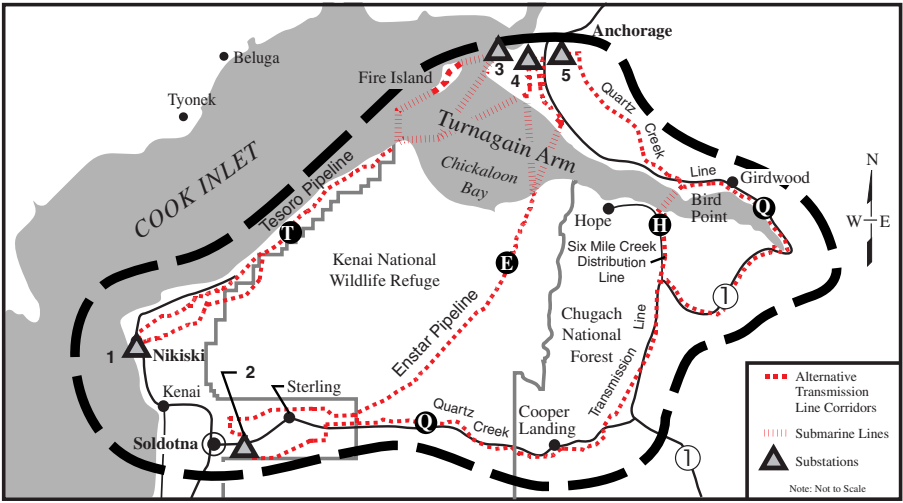 Anchorage
Beluga
3
4
5
Fire Island
Tyonek
Quartz
Creek
Line
Turnagain Arm
Chickaloon
Bay
COOK INLET
Tesoro Pipeline
Girdwood
N
W E
S
Bird
Point
Q
Hope
H
T
Six Mile Creek
Distribution
Line
Kenai National
Wildlife Refuge
E
1
Chugach
National
Forest
Line
Transmission
Enstar Pipeline
1
Nikiski
2
Kenai
Sterling
Quartz
Creek
Q
Cooper
Landing
Soldotna
1
Alternative
Transmission
Line Corridors
Submarine Lines
Substations
Note: Not to Scale